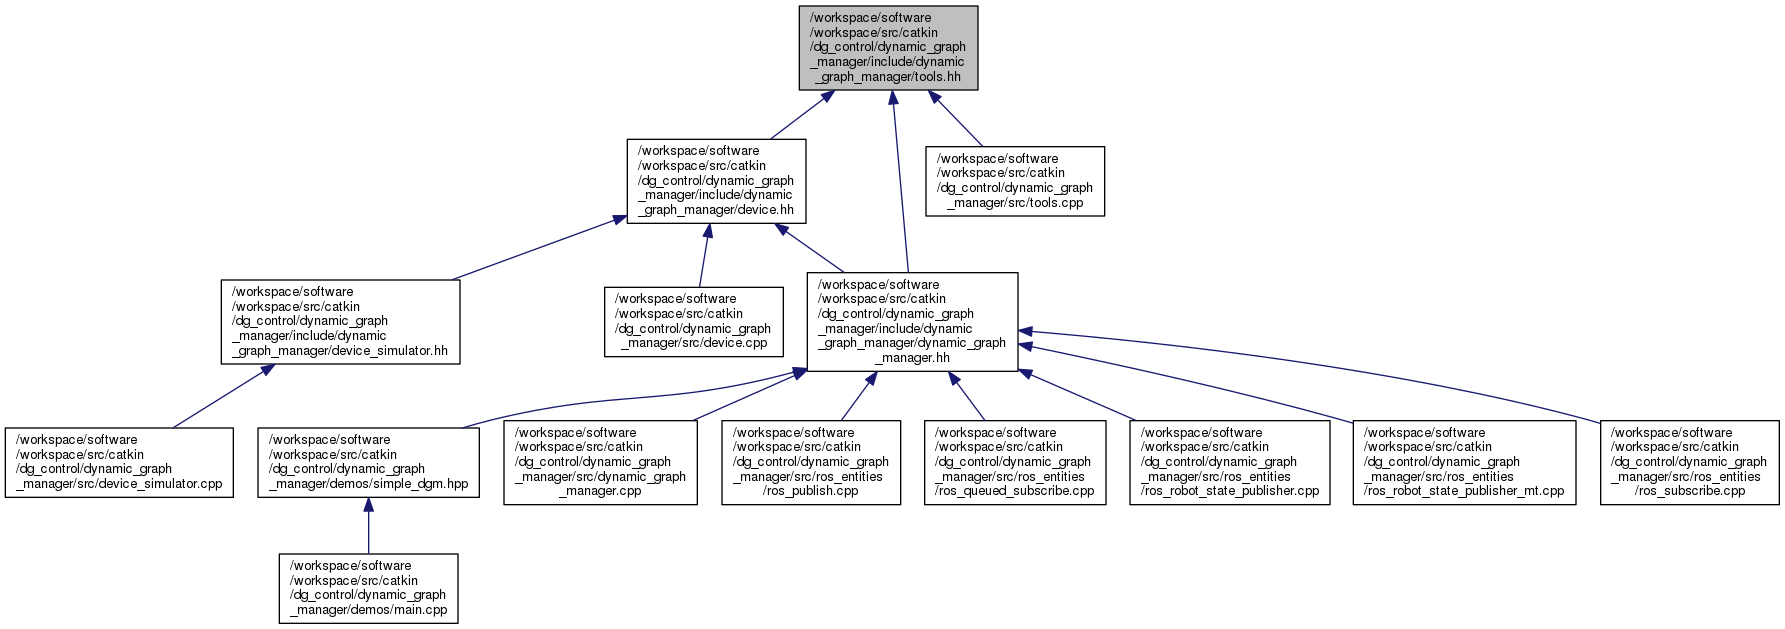 /workspace/software
/workspace/src/catkin
/dg_control/dynamic_graph
_manager/include/dynamic
_graph_manager/tools.hh
/workspace/software
/workspace/src/catkin
/dg_control/dynamic_graph
_manager/include/dynamic
_graph_manager/device.hh
/workspace/software
/workspace/src/catkin
/dg_control/dynamic_graph
_manager/src/tools.cpp
/workspace/software
/workspace/src/catkin
/dg_control/dynamic_graph
_manager/include/dynamic
_graph_manager/device_simulator.hh
/workspace/software
/workspace/src/catkin
/dg_control/dynamic_graph
_manager/src/device.cpp
/workspace/software
/workspace/src/catkin
/dg_control/dynamic_graph
_manager/include/dynamic
_graph_manager/dynamic_graph
_manager.hh
/workspace/software
/workspace/src/catkin
/dg_control/dynamic_graph
_manager/src/device_simulator.cpp
/workspace/software
/workspace/src/catkin
/dg_control/dynamic_graph
_manager/demos/simple_dgm.hpp
/workspace/software
/workspace/src/catkin
/dg_control/dynamic_graph
_manager/src/dynamic_graph
_manager.cpp
/workspace/software
/workspace/src/catkin
/dg_control/dynamic_graph
_manager/src/ros_entities
/ros_publish.cpp
/workspace/software
/workspace/src/catkin
/dg_control/dynamic_graph
_manager/src/ros_entities
/ros_queued_subscribe.cpp
/workspace/software
/workspace/src/catkin
/dg_control/dynamic_graph
_manager/src/ros_entities
/ros_robot_state_publisher.cpp
/workspace/software
/workspace/src/catkin
/dg_control/dynamic_graph
_manager/src/ros_entities
/ros_robot_state_publisher_mt.cpp
/workspace/software
/workspace/src/catkin
/dg_control/dynamic_graph
_manager/src/ros_entities
/ros_subscribe.cpp
/workspace/software
/workspace/src/catkin
/dg_control/dynamic_graph
_manager/demos/main.cpp